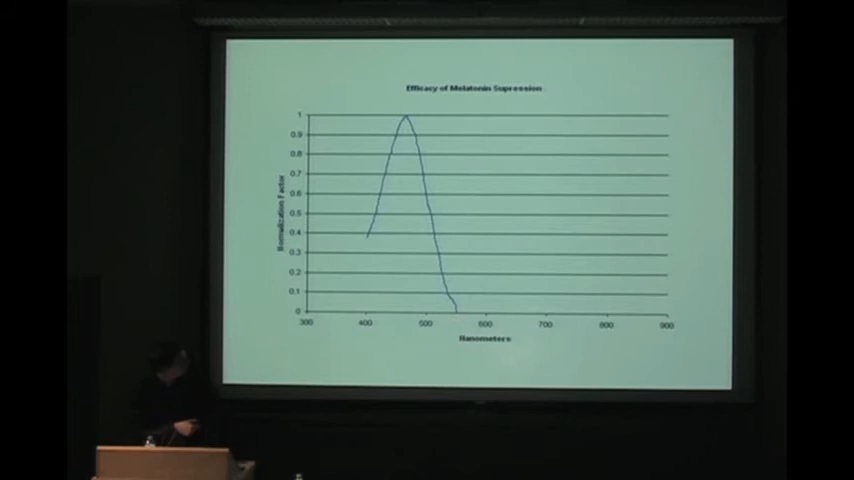 Efficacy of Melatonin Supression
1
0.9
0.8
0.7
0.6
0.5
0.4
0.3
0.2
0.1
0
Normalization Factor
300 400 500 600 700 800 900
Nanometers